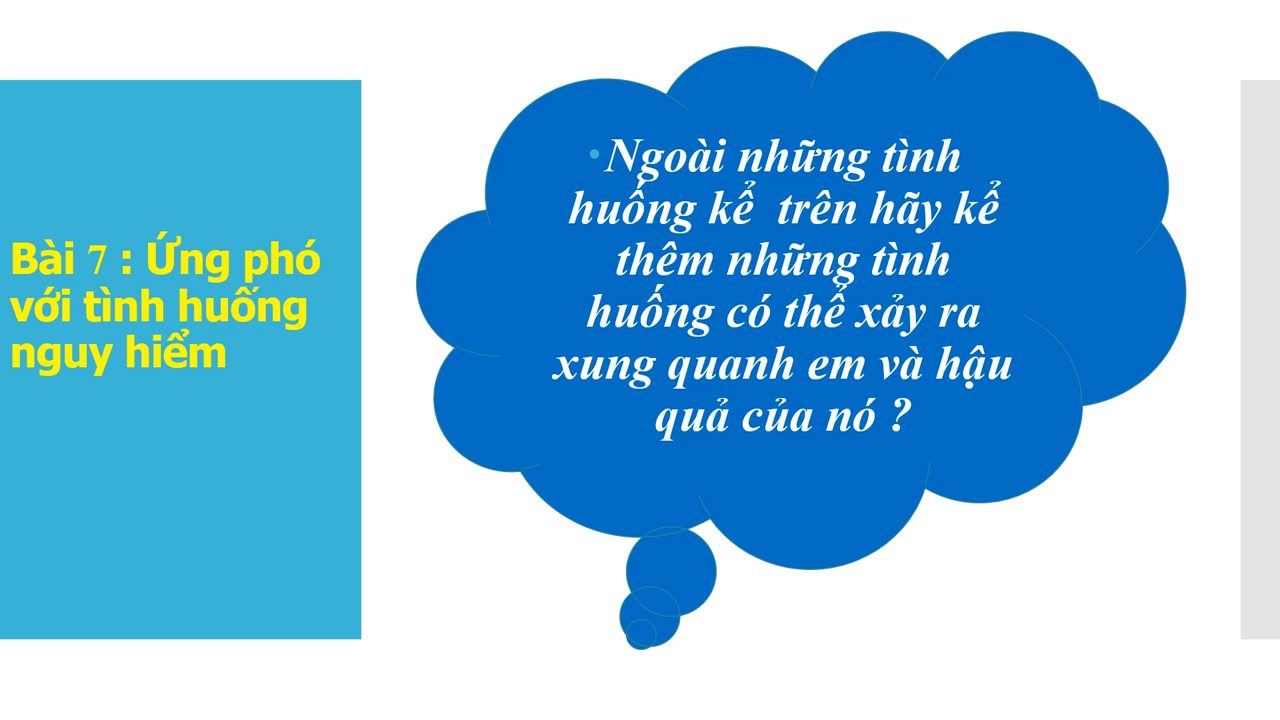 Bài 7 : Ứng phó
với tình huống
nguy hiểm
•Ngoài những tình
huống kể  trên hãy kể
thêm những tình
huống có thể xảy ra
xung quanh em và hậu
quả của nó ?